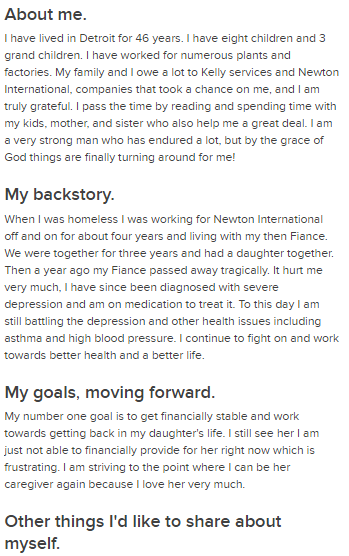 About me.
I have lived in Detroit for 46 years. I have eight children and 3
grand children. I have worked for numerous plants and
factories. My family and I owe a lot to Kelly services and Newton
International, companies that took a chance on me, and I am
truly grateful. I pass the time by reading and spending time with
my kids, mother, and sister who also help me a great deal. I am
a very strong man who has endured a lot, but by the grace of
God things are finally turning around for me!
My backstory.
When I was homeless I was working for Newton International
off and on for about four years and living with my then Fiance.
We were together for three years and had a daughter together.
Then a year ago my Fiance passed away tragically. It hurt me
very much, I have since been diagnosed with severe
depression and am on medication to treat it. To this day I am
still battling the depression and other health issues including
asthma and high blood pressure. I continue to fight on and work
towards better health and a better life.
My goals, moving forward.
My number one goal is to get financially stable and work
towards getting back in my daughter's life. I still see her I am
just not able to financially provide for her right now which is
frustrating. I am striving to the point where I can be her
caregiver again because I love her very much.
Other things I'd like to share about
myself.